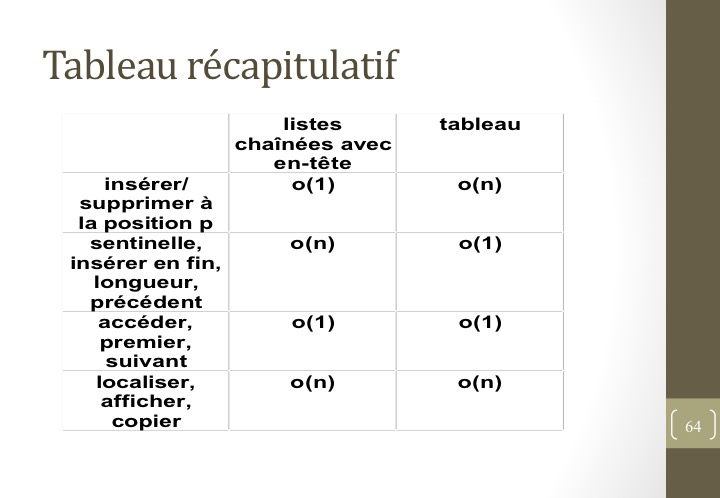 Tableau récapitulatif
listes
chaînées avec
en-tête
tableau
insérer/
supprimer à
la position p
o(1)
o(n)
sentinelle,
insérer en fin,
longueur,
précédent
o(n)
o(1)
accéder,
premier,
suivant
o(1)
o(1)
localiser,
afficher,
copier
o(n)
o(n)
64